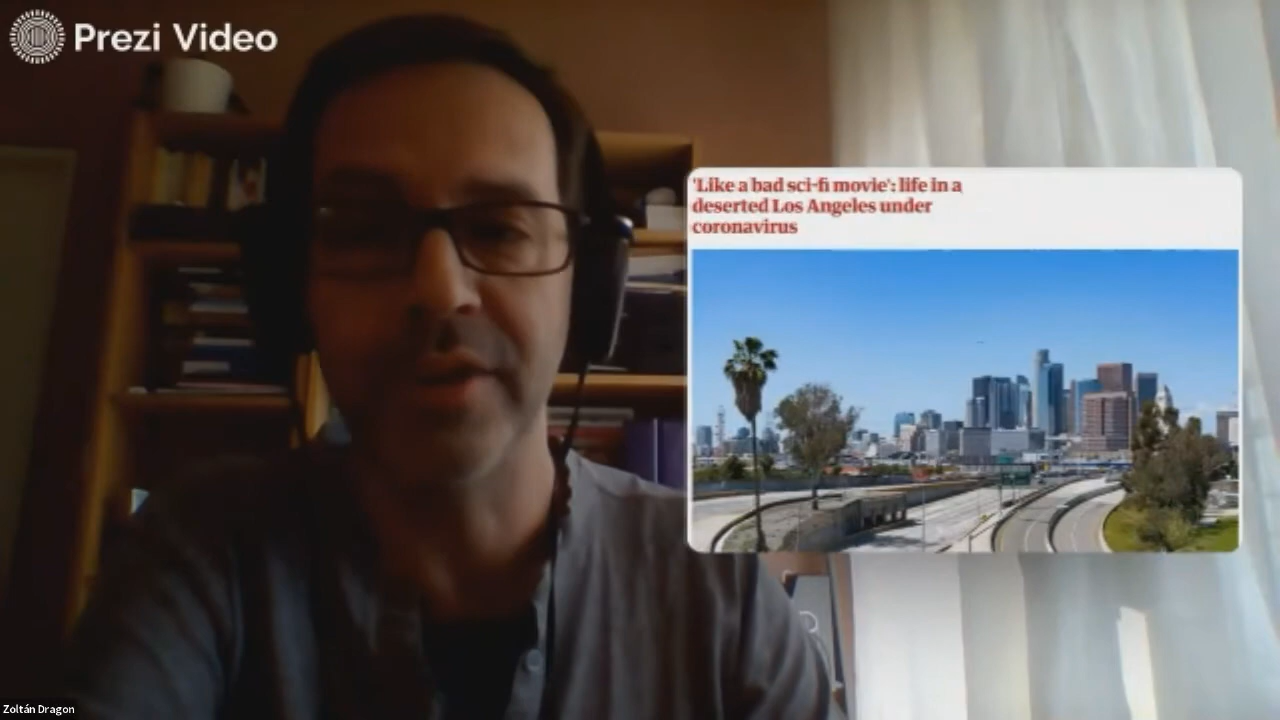 Prezi Video
'Like a bad sci-fi movie': life in a
deserted Los Angeles under
coronavirus
Zoltán Dragon